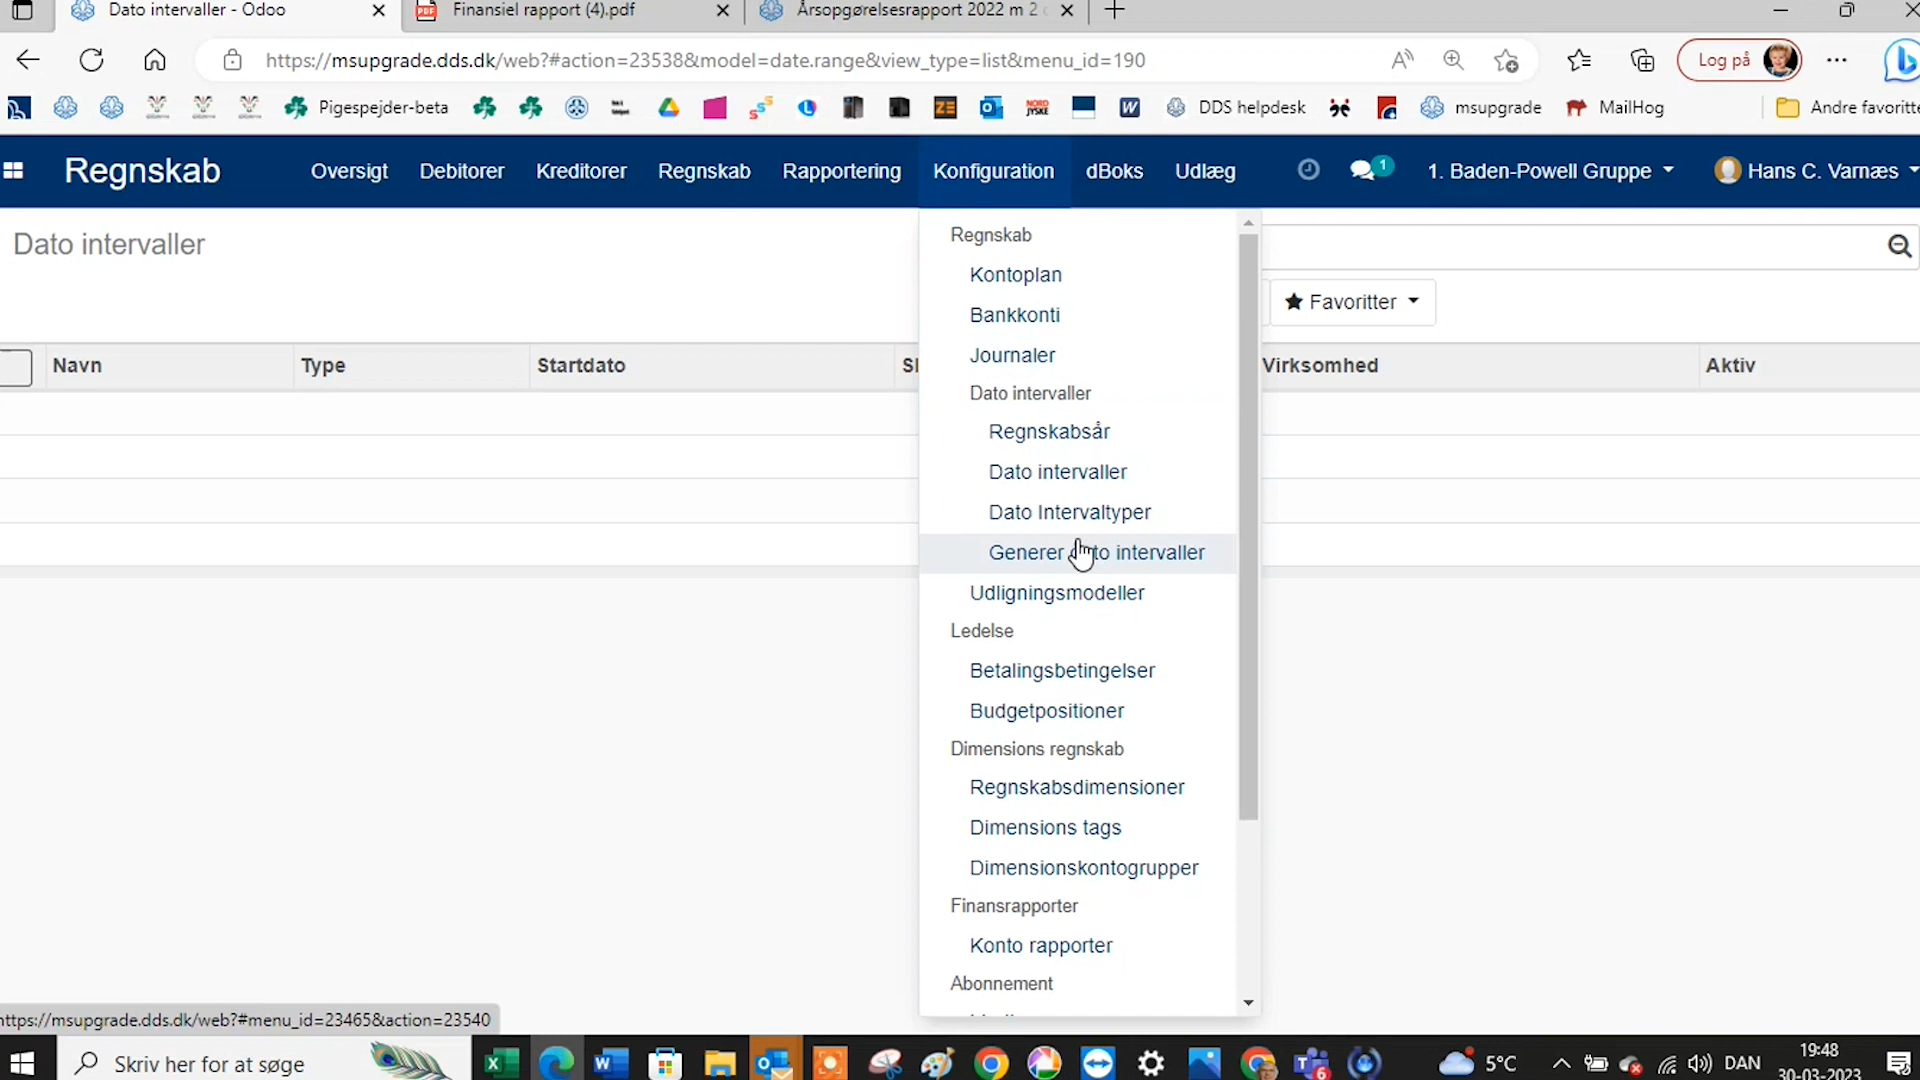 Dato intervaller - Odoo
Finansiel rapport (4).pdf
Årsopgørelsesrapport 2022 m 2
https://msupgrade.dds.dk/web?#action=23538&model=date.range&view_type=list&menu_id=190
Log på
Pigespejder-beta
DDS helpdesk
msupgrade
MailHog
Andre favoritte
Regnskab
Oversigt
Debitorer
Kreditorer
Regnskab
Rapportering
Konfiguration
dBoks
Udlæg
1
1. Baden-Powell Gruppe
Hans C. Varnæs
Dato intervaller
Favoritter
Navn
Type
Startdato
Virksomhed
Aktiv
Regnskab
Kontoplan
Bankkonti
Journaler
Dato intervaller
Regnskabsår
Dato intervaller
Dato Intervaltyper
Generer dato intervaller
Udligningsmodeller
Ledelse
Betalingsbetingelser
Budgetpositioner
Dimensions regnskab
Regnskabsdimensioner
Dimensions tags
Dimensionskontogrupper
Finansrapporter
Konto rapporter
Abonnement
https://msupgrade.dds.dk/web?#menu_id=23465&action=23540
Skriv her for at søge
5°C
DAN
19:48
30-03-2023